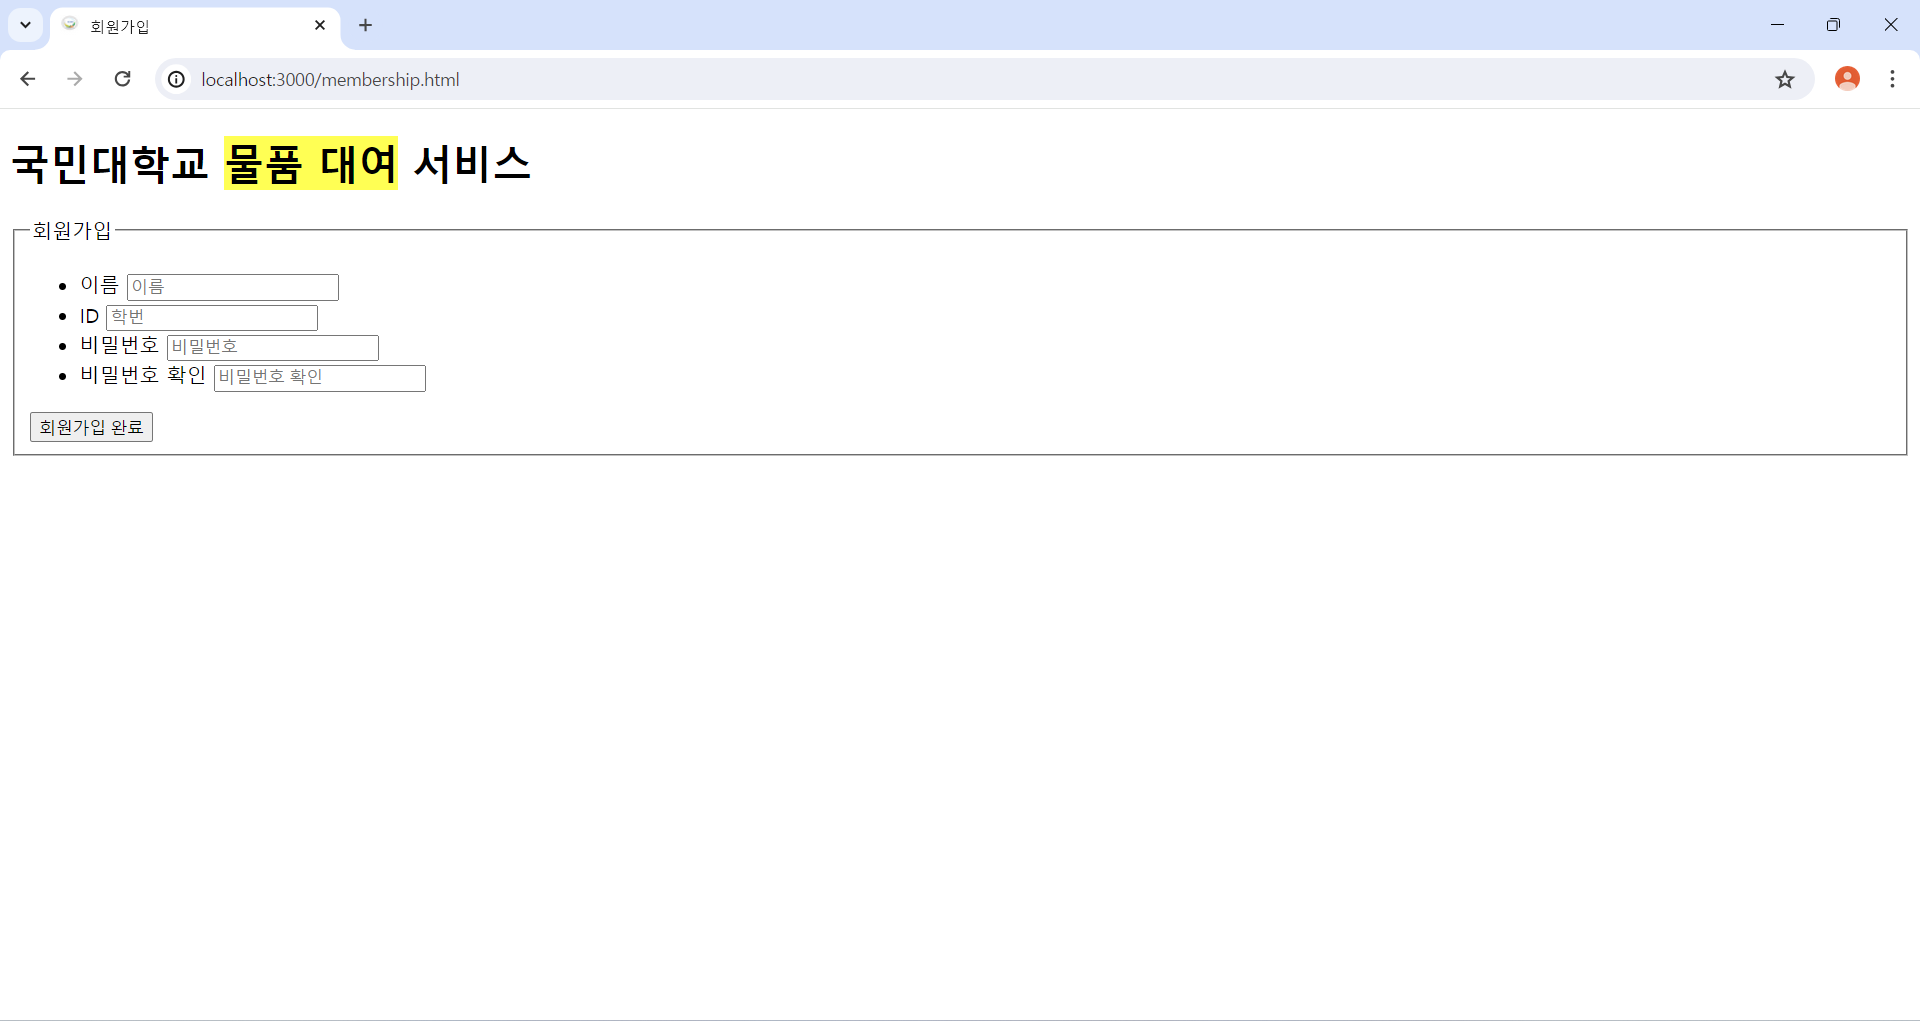 회원가입
localhost:3000/membership.html
국민대학교 물품 대여 서비스
회원가입
이름 이름
ID 학번
비밀번호 비밀번호
비밀번호 확인 비밀번호 확인
회원가입 완료